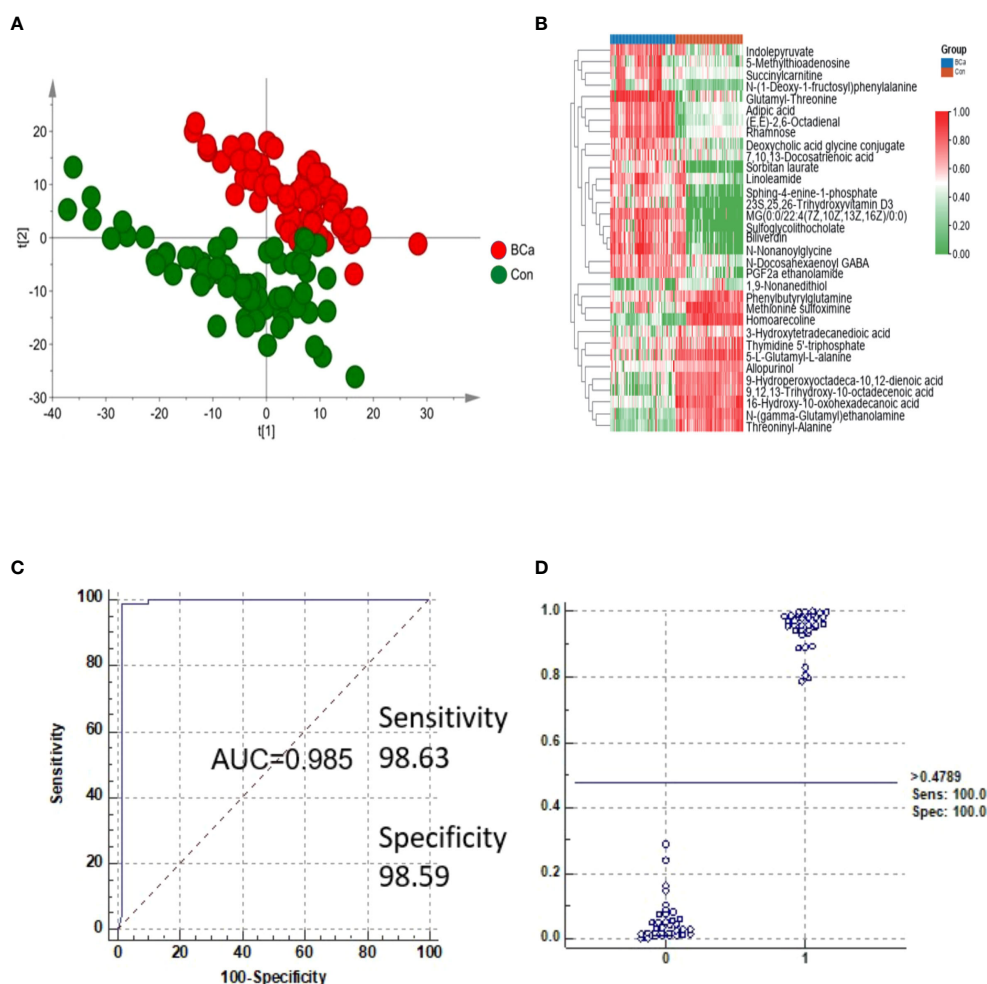 A
t[2]
20
10
0
-10
-20
-30
-40
-30
-20
-10
0
10
20
30
t[1]
BCa
Con
B
Indolepyruvate
5-Methylthioadenosine
Succinylcarnitine
N-(1-Deoxy-1-fructosyl)phenylalanine
Glutamyl-Threonine
Adipic acid
(E,E)-2,6-Octadienal
Rhamnose
Deoxycholic acid glycine conjugate
7,10,13-Docosatrienoic acid
Sorbitan laurate
Linoleamide
Sphing-4-enine-1-phosphate
23S,25,26-Trihydroxyvitamin D3
MG(0:0/22:4(7Z,10Z,13Z,16Z)/0:0)
Sulfoglycolithocholate
Biliverdin
N-Nonanoylglycine
N-Docosahexaenoyl GABA
PGF2a ethanolamide
1,9-Nonanedithiol
Phenylbutyrylglutamine
Methionine sulfoximine
Homoarecoline
3-Hydroxytetradecanedioic acid
Thymidine 5'-triphosphate
5-L-Glutamyl-L-alanine
Allopurinol
9-Hydroperoxyoctadeca-10,12-dienoic acid
9,12,13-Trihydroxy-10-octadecenoic acid
16-Hydroxy-10-oxohexadecanoic acid
N-(gamma-Glutamyl)ethanolamine
Threoninyl-Alanine
Group
BCa
Con
1.00
0.80
0.60
0.40
0.20
0.00
C
Sensitivity
100
80
60
40
20
0
0
20
40
60
80
100
100-Specificity
AUC=0.985
Sensitivity
98.63
Specificity
98.59
D
1.0
0.8
0.6
0.4
0.2
0.0
0
1
>0.4789
Sens: 100.0
Spec: 100.0